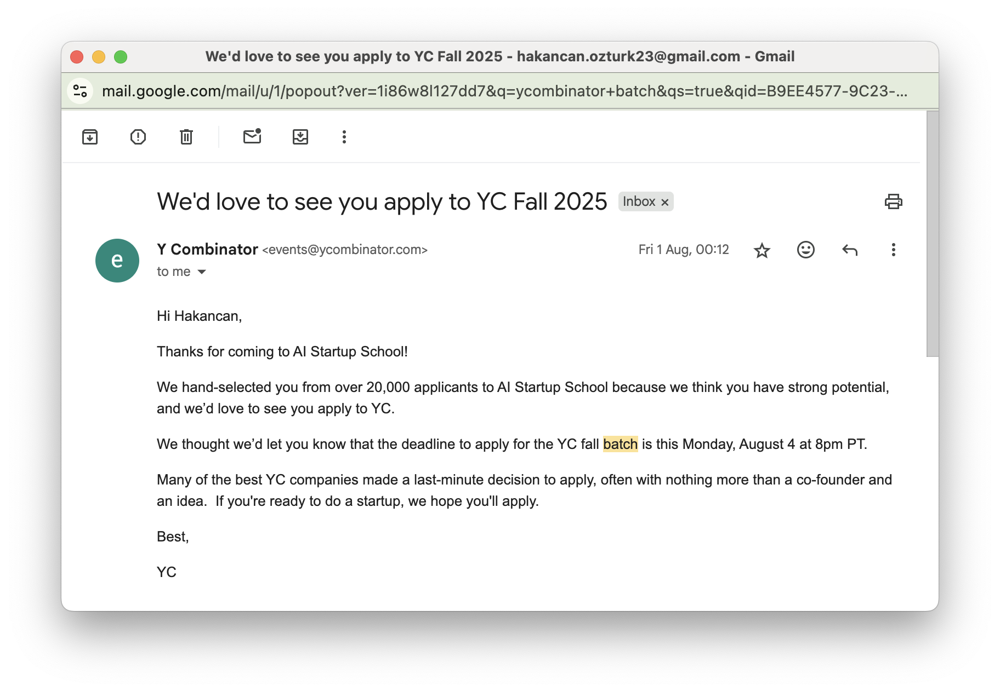 We'd love to see you apply to YC Fall 2025 - hakancan.ozturk23@gmail.com - Gmail
mail.google.com/mail/u/1/popout?ver=1i86w8l127dd7&q=ycombinator+batch&qs=true&qid=B9EE4577-9C23-...
We'd love to see you apply to YC Fall 2025 Inbox ×
e
Y Combinator <events@ycombinator.com> Fri 1 Aug, 00:12
to me
Hi Hakancan,
Thanks for coming to AI Startup School!
We hand-selected you from over 20,000 applicants to AI Startup School because we think you have strong potential,
and we’d love to see you apply to YC.
We thought we’d let you know that the deadline to apply for the YC fall batch is this Monday, August 4 at 8pm PT.
Many of the best YC companies made a last-minute decision to apply, often with nothing more than a co-founder and
an idea.  If you're ready to do a startup, we hope you'll apply.
Best,
YC